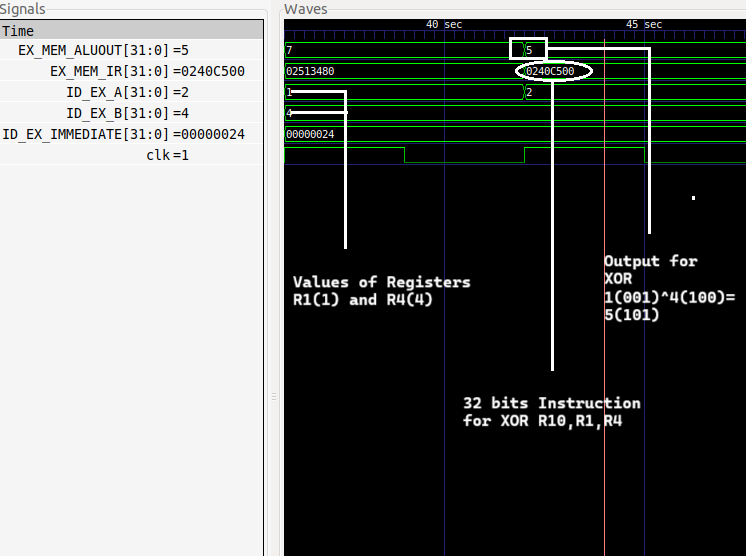 Signals
Waves
Time
40 sec
45 sec
EX_MEM_ALUOUT[31:0] =5
7
5
EX_MEM_IR[31:0] =0240C500
02513480
0240C500
ID_EX_A[31:0] =2
1
2
ID_EX_B[31:0] =4
4
ID_EX_IMMEDIATE[31:0] =00000024
00000024
clk =1
Values of Registers
R1(1) and R4(4)
Output for
XOR
1(001)^4(100)=
5(101)
32 bits Instruction
for XOR R10,R1,R4